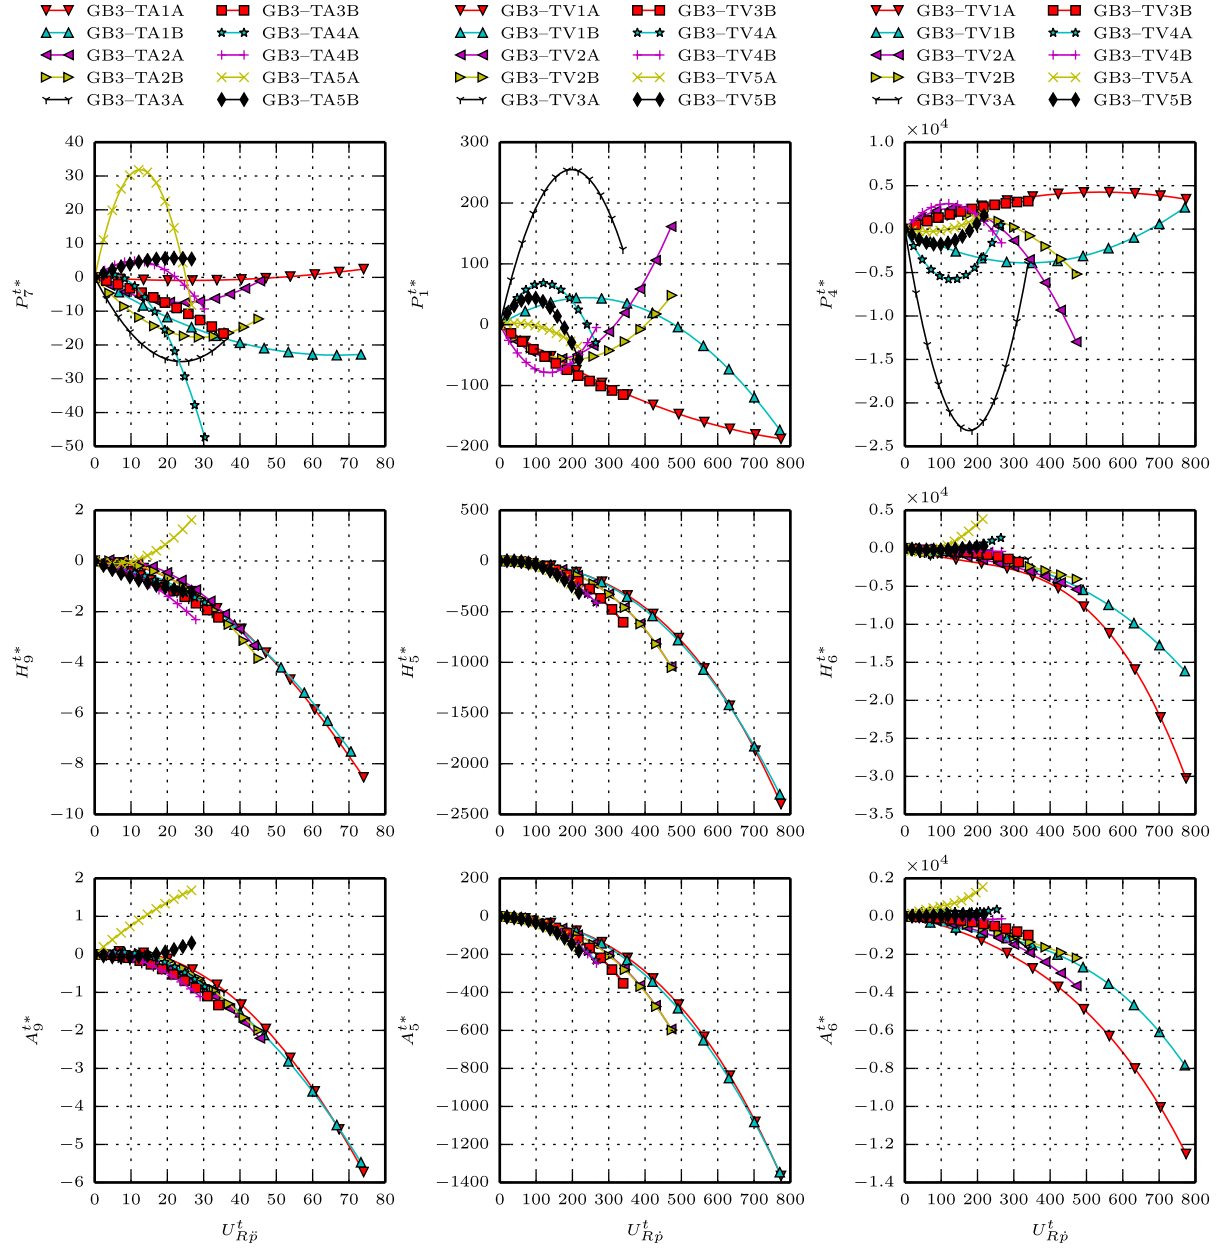 GB3–TA1A GB3–TA3B GB3–TV1A GB3–TV3B GB3–TV1A GB3–TV3B
GB3–TA1B GB3–TA4A GB3–TV1B GB3–TV4A GB3–TV1B GB3–TV4A
GB3–TA2A GB3–TA4B GB3–TV2A GB3–TV4B GB3–TV2A GB3–TV4B
GB3–TA2B GB3–TA5A GB3–TV2B GB3–TV5A GB3–TV2B GB3–TV5A
GB3–TA3A GB3–TA5B GB3–TV3A GB3–TV5B GB3–TV3A GB3–TV5B
P_7^{t*}
40
30
20
10
0
−10
−20
−30
−40
−50
0 10 20 30 40 50 60 70 80
P_1^{t*}
300
200
100
0
−100
−200
0 100 200 300 400 500 600 700 800
P_4^{t*}
×10^4
1.0
0.5
0.0
−0.5
−1.0
−1.5
−2.0
−2.5
0 100 200 300 400 500 600 700 800
H_9^{t*}
2
0
−2
−4
−6
−8
−10
0 10 20 30 40 50 60 70 80
H_5^{t*}
500
0
−500
−1000
−1500
−2000
−2500
0 100 200 300 400 500 600 700 800
H_6^{t*}
×10^4
0.5
0.0
−0.5
−1.0
−1.5
−2.0
−2.5
−3.0
−3.5
0 100 200 300 400 500 600 700 800
A_9^{t*}
2
1
0
−1
−2
−3
−4
−5
−6
0 10 20 30 40 50 60 70 80
U_{Rp̈}^t
A_5^{t*}
200
0
−200
−400
−600
−800
−1000
−1200
−1400
0 100 200 300 400 500 600 700 800
U_{Rṗ}^t
A_6^{t*}
×10^4
0.2
0.0
−0.2
−0.4
−0.6
−0.8
−1.0
−1.2
−1.4
0 100 200 300 400 500 600 700 800
U_{Rṗ}^t